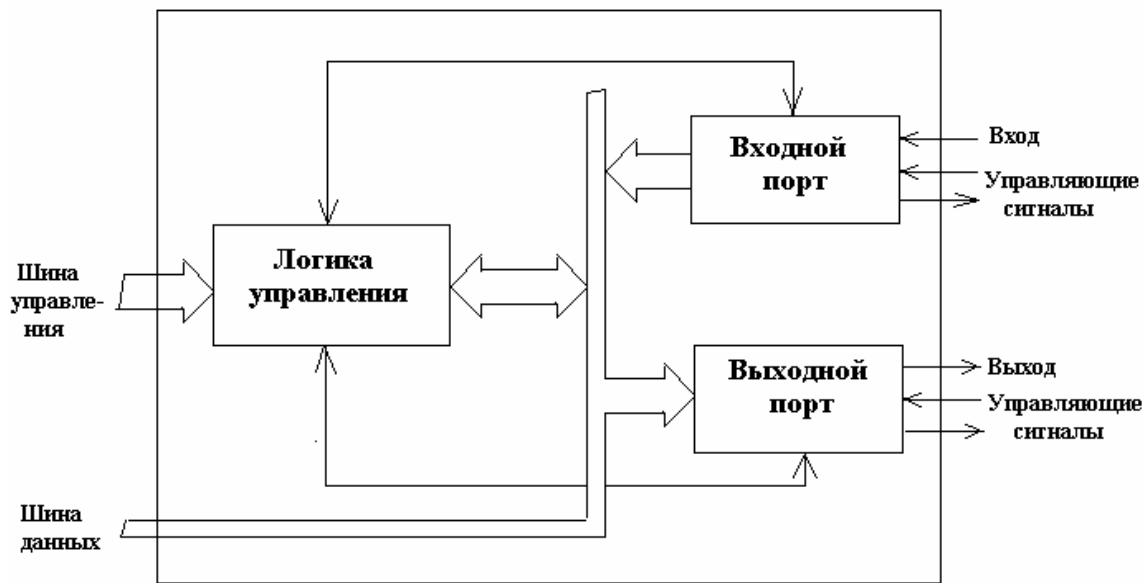 Входной
порт
Вход
Управляющие
сигналы
Логика
управления
Шина
управле-
ния
Выходной
порт
Выход
Управляющие
сигналы
Шина
данных